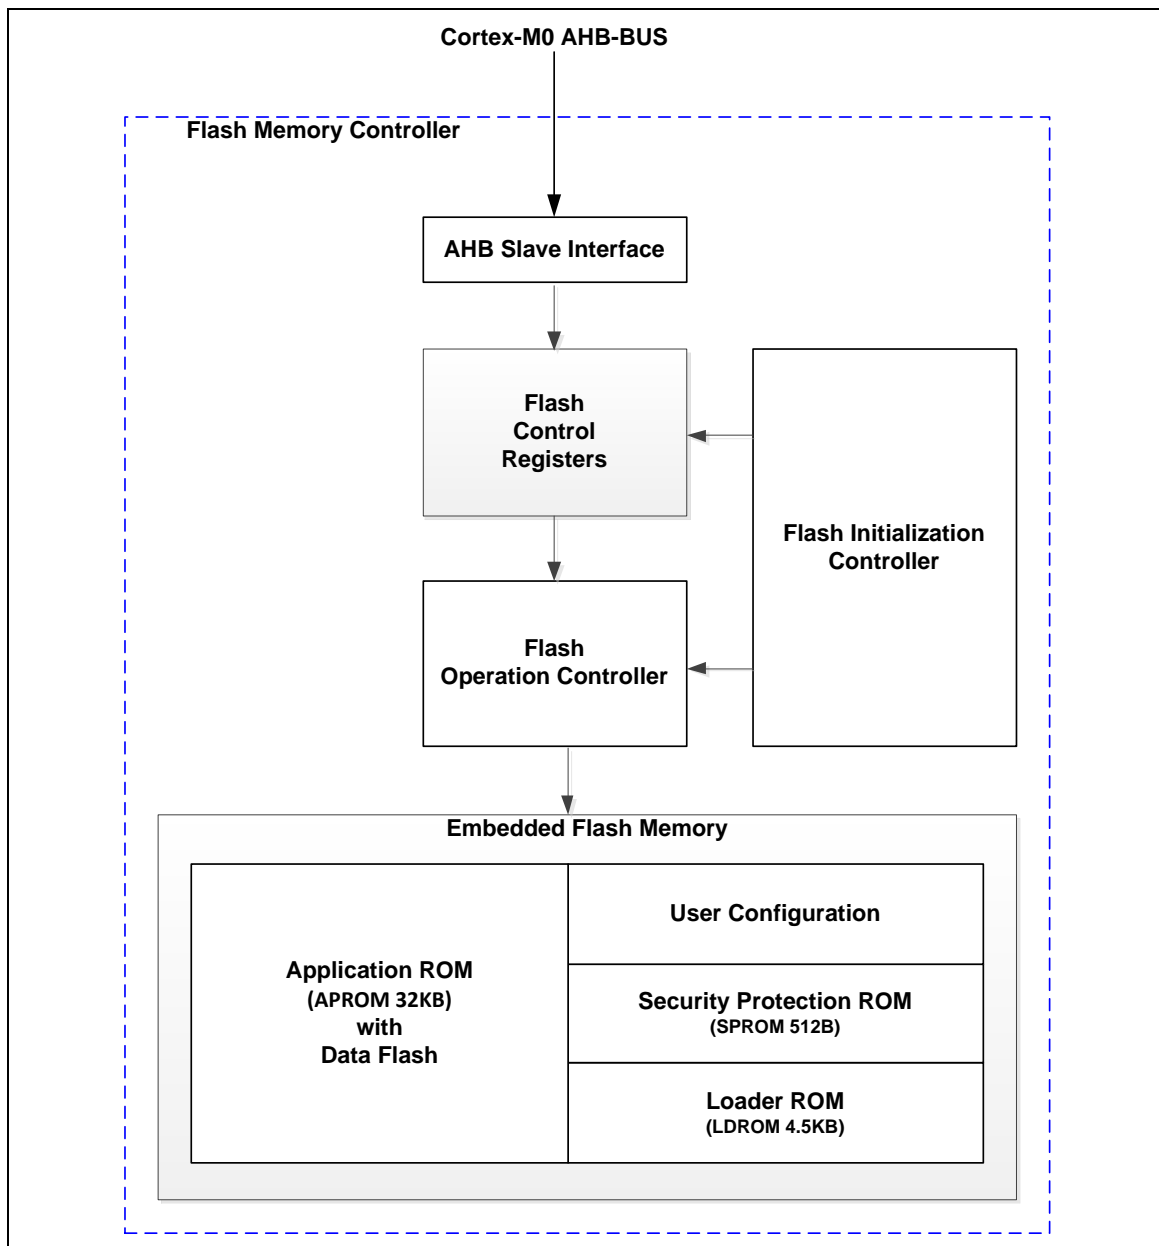 Cortex-M0 AHB-BUS
Flash Memory Controller
AHB Slave Interface
Flash
Control
Registers
Flash Initialization
Controller
Flash
Operation Controller
Embedded Flash Memory
Application ROM
(APROM 32KB)
with
Data Flash
User Configuration
Security Protection ROM
(SPROM 512B)
Loader ROM
(LDROM 4.5KB)